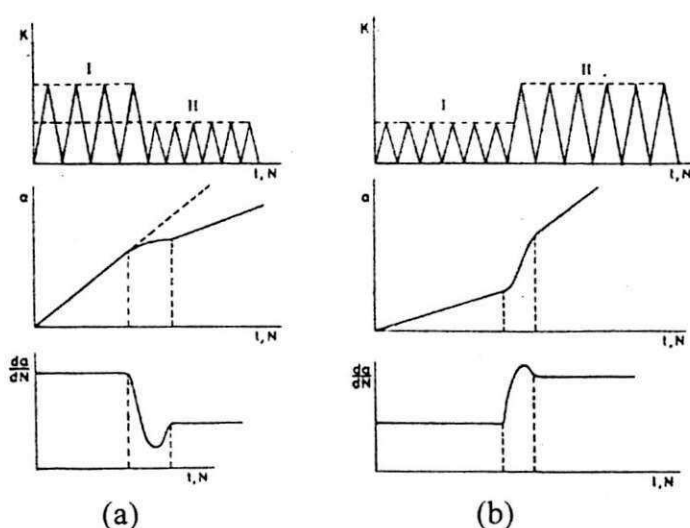 K
I
II
t, N
a
t, N
da
dN
t, N
(a)
K
II
I
t, N
a
t, N
da
dN
t, N
(b)